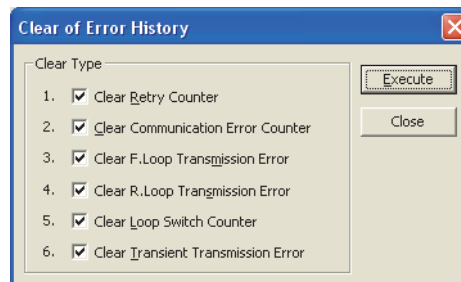 Clear of Error History
Clear Type
1. Clear Retry Counter
2. Clear Communication Error Counter
3. Clear F.Loop Transmission Error
4. Clear R.Loop Transmission Error
5. Clear Loop Switch Counter
6. Clear Transient Transmission Error
Execute
Close